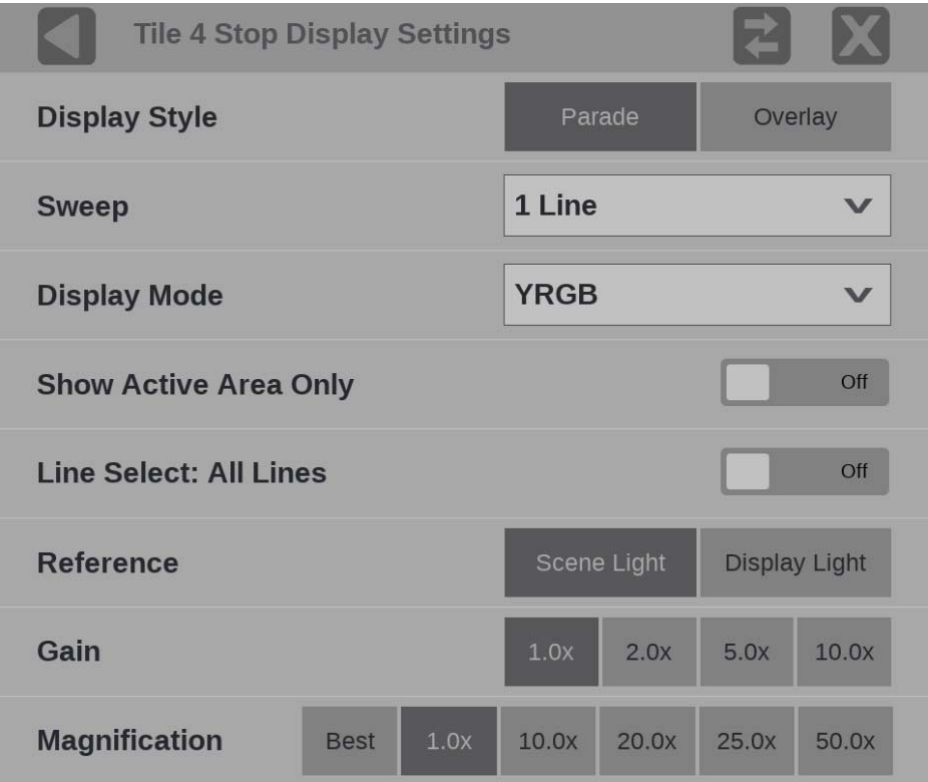 Tile 4 Stop Display Settings
Display Style Parade Overlay
Sweep 1 Line
Display Mode YRGB
Show Active Area Only Off
Line Select: All Lines Off
Reference Scene Light Display Light
Gain 1.0x 2.0x 5.0x 10.0x
Magnification Best 1.0x 10.0x 20.0x 25.0x 50.0x